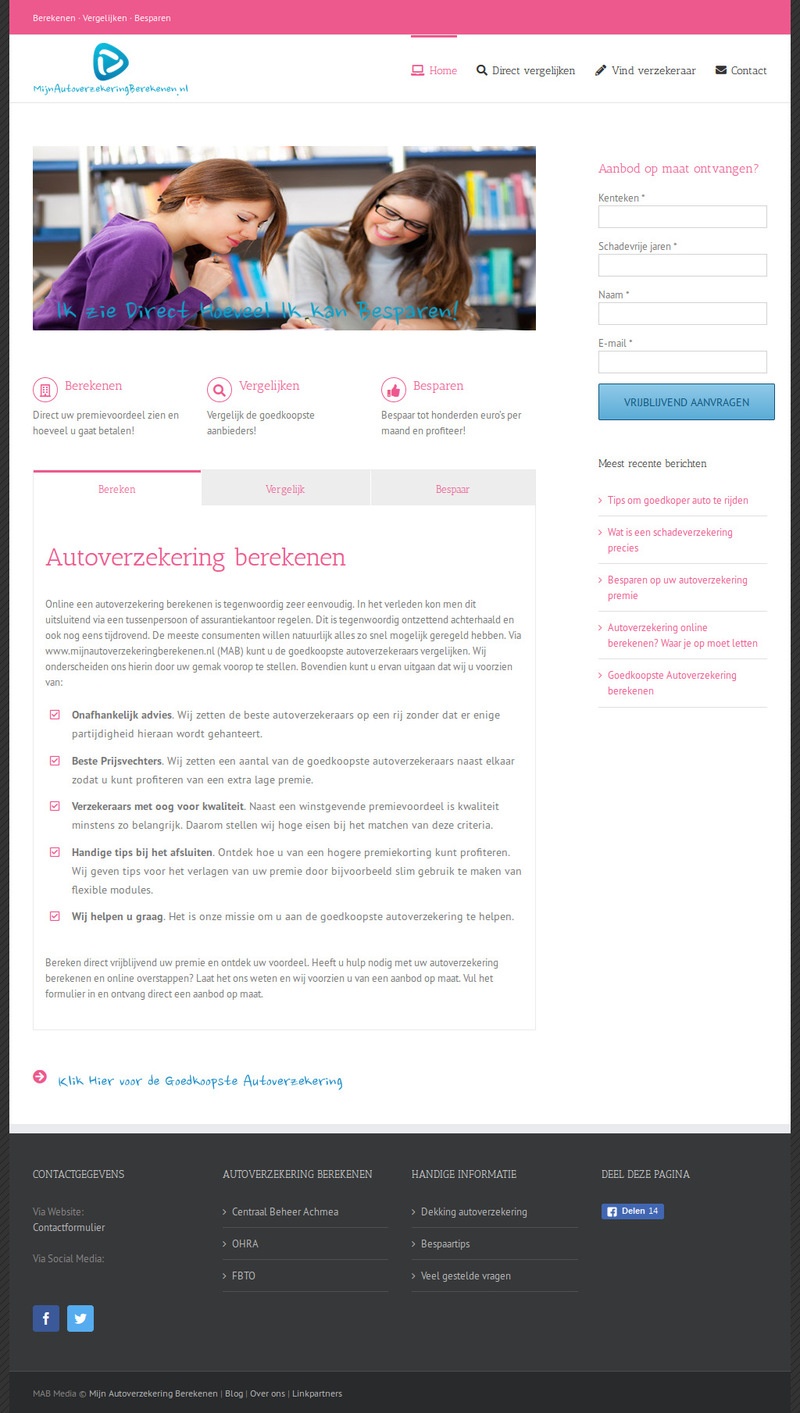 Berekenen · Vergelijken · Besparen
MijnAutoverzekeringBerekenen.nl
Home
Direct vergelijken
Vind verzekeraar
Contact
Ik zie Direct Hoeveel Ik kan Besparen!
Berekenen
Direct uw premievoordeel zien en
hoeveel u gaat betalen!
Vergelijken
Vergelijk de goedkoopste
aanbieders!
Besparen
Bespaar tot honderden euro's per
maand en profiteer!
Bereken
Vergelijk
Bespaar
Autoverzekering berekenen
Online een autoverzekering berekenen is tegenwoordig zeer eenvoudig. In het verleden kon men dit
uitsluitend via een tussenpersoon of assurantiekantoor regelen. Dit is tegenwoordig ontzettend achterhaald en
ook nog eens tijdrovend. De meeste consumenten willen natuurlijk alles zo snel mogelijk geregeld hebben. Via
www.mijnautoverzekeringberekenen.nl (MAB) kunt u de goedkoopste autoverzekeraars vergelijken. Wij
onderscheiden ons hierin door uw gemak voorop te stellen. Bovendien kunt u ervan uitgaan dat wij u voorzien
van:
Onafhankelijk advies. Wij zetten de beste autoverzekeraars op een rij zonder dat er enige
partijdigheid hieraan wordt gehanteert.
Beste Prijsvechters. Wij zetten een aantal van de goedkoopste autoverzekeraars naast elkaar
zodat u kunt profiteren van een extra lage premie.
Verzekeraars met oog voor kwaliteit. Naast een winstgevende premievoordeel is kwaliteit
minstens zo belangrijk. Daarom stellen wij hoge eisen bij het matchen van deze criteria.
Handige tips bij het afsluiten. Ontdek hoe u van een hogere premiekorting kunt profiteren.
Wij geven tips voor het verlagen van uw premie door bijvoorbeeld slim gebruik te maken van
flexible modules.
Wij helpen u graag. Het is onze missie om u aan de goedkoopste autoverzekering te helpen.
Bereken direct vrijblijvend uw premie en ontdek uw voordeel. Heeft u hulp nodig met uw autoverzekering
berekenen en online overstappen? Laat het ons weten en wij voorzien u van een aanbod op maat. Vul het
formulier in en ontvang direct een aanbod op maat.
Klik Hier voor de Goedkoopste Autoverzekering
Aanbod op maat ontvangen?
Kenteken *
Schadevrije jaren *
Naam *
E-mail *
VRIJBLIJVEND AANVRAGEN
Meest recente berichten
Tips om goedkoper auto te rijden
Wat is een schadeverzekering
precies
Besparen op uw autoverzekering
premie
Autoverzekering online
berekenen? Waar je op moet letten
Goedkoopste Autoverzekering
berekenen
CONTACTGEGEVENS
Via Website:
Contactformulier
Via Social Media:
AUTOVERZEKERING BEREKENEN
Centraal Beheer Achmea
OHRA
FBTO
HANDIGE INFORMATIE
Dekking autoverzekering
Bespaartips
Veel gestelde vragen
DEEL DEZE PAGINA
Delen 14
MAB Media © Mijn Autoverzekering Berekenen | Blog | Over ons | Linkpartners